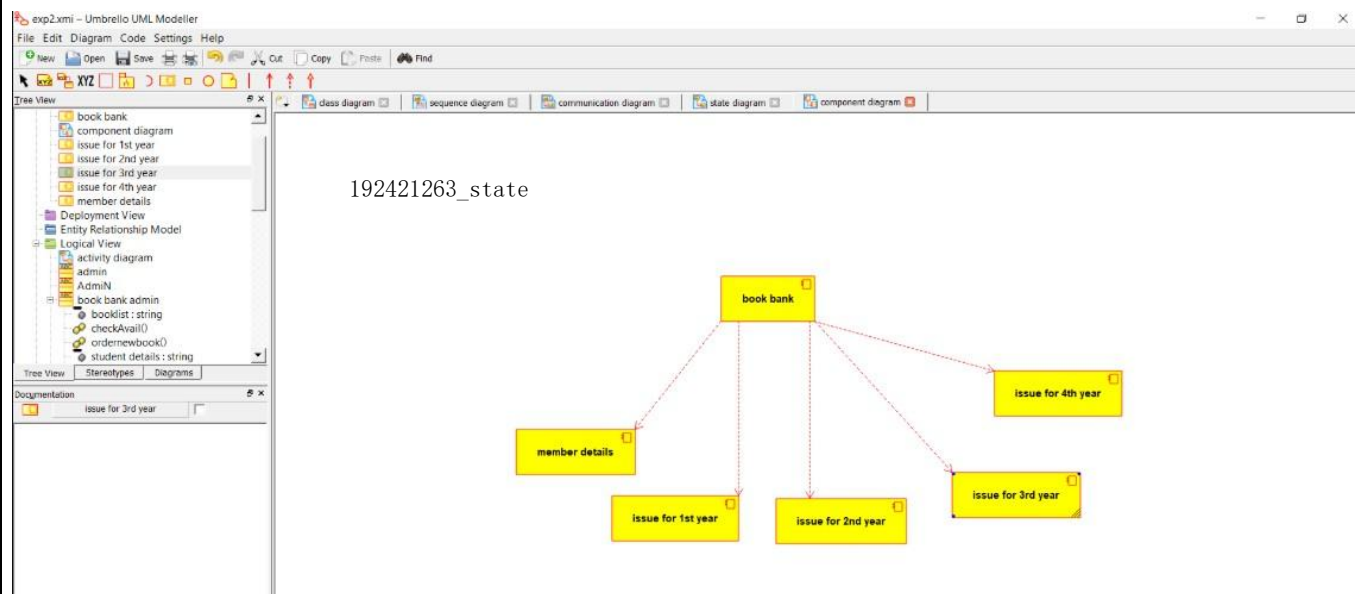 exp2.xmi – Umbrello UML Modeller
File Edit Diagram Code Settings Help
New Open Save Cut Copy Paste Find
XYZ XYZ
Tree View
class diagram sequence diagram communication diagram state diagram component diagram
book bank
component diagram
issue for 1st year
issue for 2nd year
issue for 3rd year
issue for 4th year
member details
Deployment View
Entity Relationship Model
Logical View
activity diagram
admin
AdmiN
book bank admin
booklist : string
checkAvail()
ordernewbook()
student details : string
Tree View Stereotypes Diagrams
Documentation
issue for 3rd year
192421263_state
book bank
issue for 4th year
member details
issue for 3rd year
issue for 1st year
issue for 2nd year